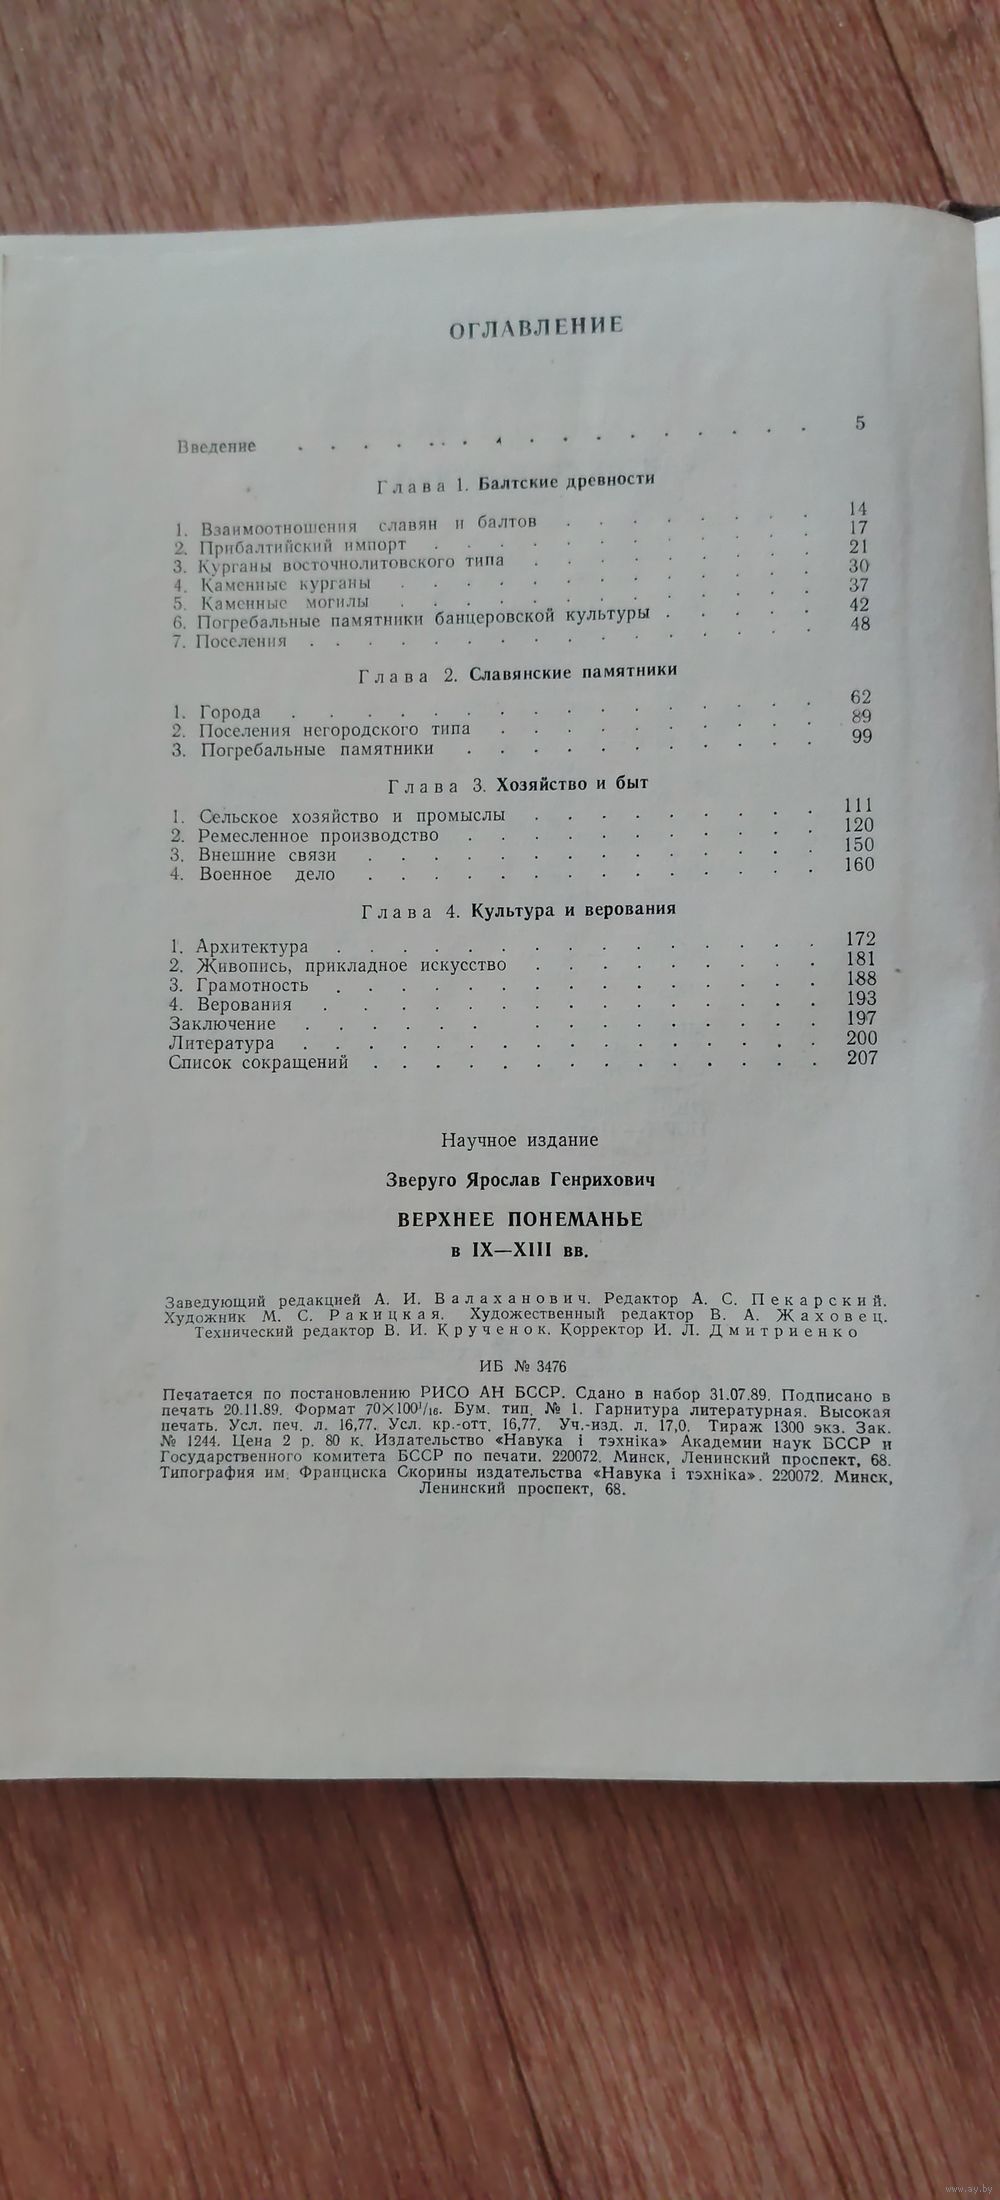 ОГЛАВЛЕНИЕ
Введение . . . . . . . . . . . . . . . . 5
Глава 1. Балтские древности
1. Взаимоотношения славян и балтов . . . . . . . . 14
2. Прибалтийский импорт . . . . . . . . . . . . 17
3. Курганы восточнолитовского типа . . . . . . . . . 21
4. Каменные курганы . . . . . . . . . . . . . 30
5. Каменные могилы . . . . . . . . . . . . . 37
6. Погребальные памятники банцеровской культуры . . . . . 42
7. Поселения . . . . . . . . . . . . . . . . 48
Глава 2. Славянские памятники
1. Города . . . . . . . . . . . . . . . . 62
2. Поселения негородского типа . . . . . . . . . . 89
3. Погребальные памятники . . . . . . . . . . . 99
Глава 3. Хозяйство и быт
1. Сельское хозяйство и промыслы . . . . . . . . . 111
2. Ремесленное производство . . . . . . . . . . . 120
3. Внешние связи . . . . . . . . . . . . . . 150
4. Военное дело . . . . . . . . . . . . . . 160
Глава 4. Культура и верования
1. Архитектура . . . . . . . . . . . . . . . 172
2. Живопись, прикладное искусство . . . . . . . . . 181
3. Грамотность . . . . . . . . . . . . . . . 188
4. Верования . . . . . . . . . . . . . . . . 193
Заключение . . . . . . . . . . . . . . . . 197
Литература . . . . . . . . . . . . . . . . 200
Список сокращений . . . . . . . . . . . . . . 207
Научное издание
Зверуго Ярослав Генрихович
ВЕРХНЕЕ ПОНЕМАНЬЕ
в IX—XIII вв.
Заведующий редакцией А. И. Валаханович. Редактор А. С. Пекарский.
Художник М. С. Ракицкая. Художественный редактор В. А. Жаховец.
Технический редактор В. И. Крученок. Корректор И. Л. Дмитриенко
ИБ № 3476
Печатается по постановлению РИСО АН БССР. Сдано в набор 31.07.89. Подписано в
печать 20.11.89. Формат 70×100¹/₁₆. Бум. тип. № 1. Гарнитура литературная. Высокая
печать. Усл. печ. л. 16,77. Усл. кр.-отт. 16,77. Уч.-изд. л. 17,0. Тираж 1300 экз. Зак.
№ 1244. Цена 2 р. 80 к. Издательство «Навука і тэхніка» Академии наук БССР и
Государственного комитета БССР по печати. 220072. Минск, Ленинский проспект, 68.
Типография им. Франциска Скорины издательства «Навука і тэхніка». 220072. Минск,
Ленинский проспект, 68.
www.ay.by